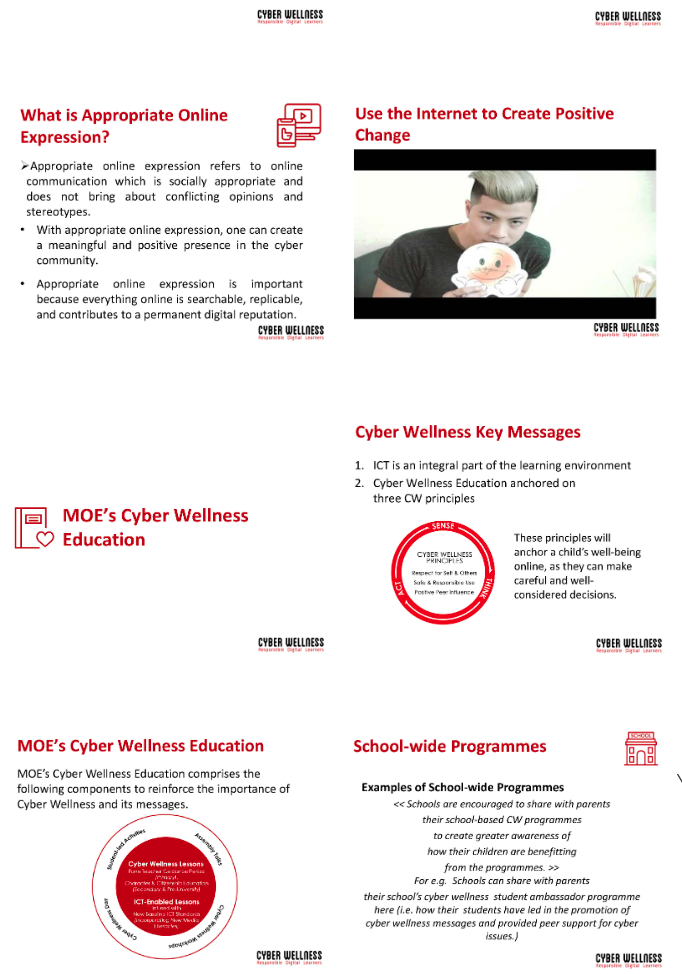 CYBER WELLNESS
Responsible Digital Learners
CYBER WELLNESS
Responsible Digital Learners
What is Appropriate Online
Expression?
➢Appropriate online expression refers to online
communication which is socially appropriate and
does not bring about conflicting opinions and
stereotypes.
• With appropriate online expression, one can create
a meaningful and positive presence in the cyber
community.
• Appropriate online expression is important
because everything online is searchable, replicable,
and contributes to a permanent digital reputation.
CYBER WELLNESS
Responsible Digital Learners
Use the Internet to Create Positive
Change
CYBER WELLNESS
Responsible Digital Learners
MOE's Cyber Wellness
Education
CYBER WELLNESS
Responsible Digital Learners
Cyber Wellness Key Messages
1. ICT is an integral part of the learning environment
2. Cyber Wellness Education anchored on
three CW principles
SENSE
THINK
ACT
CYBER WELLNESS
PRINCIPLES
Respect for Self & Others
Safe & Responsible Use
Positive Peer Influence
These principles will
anchor a child's well-being
online, as they can make
careful and well-
considered decisions.
CYBER WELLNESS
Responsible Digital Learners
MOE's Cyber Wellness Education
MOE's Cyber Wellness Education comprises the
following components to reinforce the importance of
Cyber Wellness and its messages.
Student-led Activities
Assembly Talks
Cyber Wellness Workshops
Cyber Wellness Day
Cyber Wellness Lessons
Form Teacher Guidance Period
(Primary),
Character & Citizenship Education
(Secondary & Pre-University)
ICT-Enabled Lessons
infused with
New Baseline ICT Standards
(incorporating New Media
Literacies)
CYBER WELLNESS
Responsible Digital Learners
School-wide Programmes
SCHOOL
Examples of School-wide Programmes
<< Schools are encouraged to share with parents
their school-based CW programmes
to create greater awareness of
how their children are benefitting
from the programmes. >>
For e.g. Schools can share with parents
their school's cyber wellness student ambassador programme
here (i.e. how their students have led in the promotion of
cyber wellness messages and provided peer support for cyber
issues.)
CYBER WELLNESS
Responsible Digital Learners